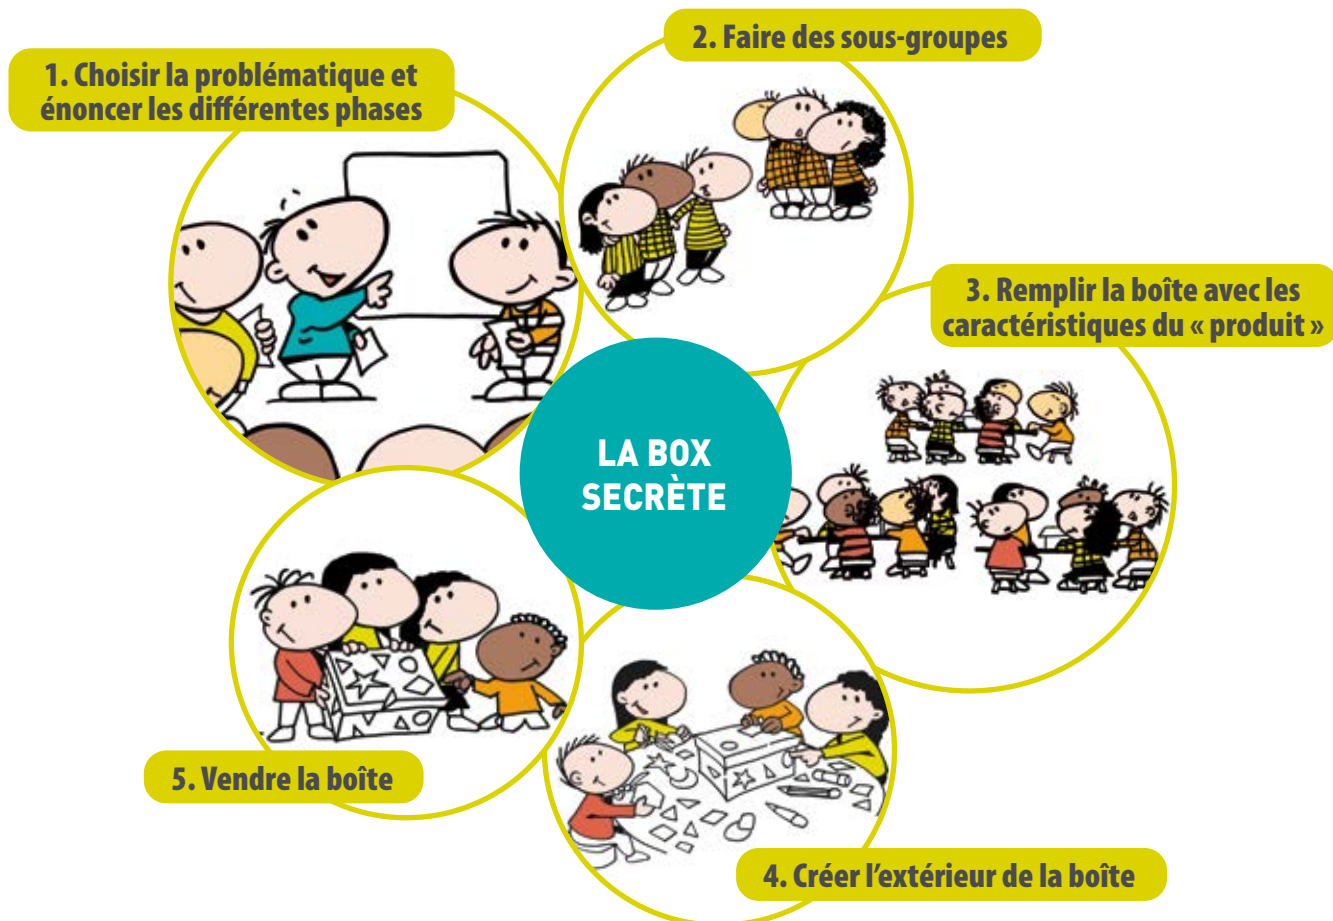 1. Choisir la problématique et
énoncer les différentes phases
2. Faire des sous-groupes
3. Remplir la boîte avec les
caractéristiques du « produit »
LA BOX
SECRÈTE
4. Créer l'extérieur de la boîte
5. Vendre la boîte